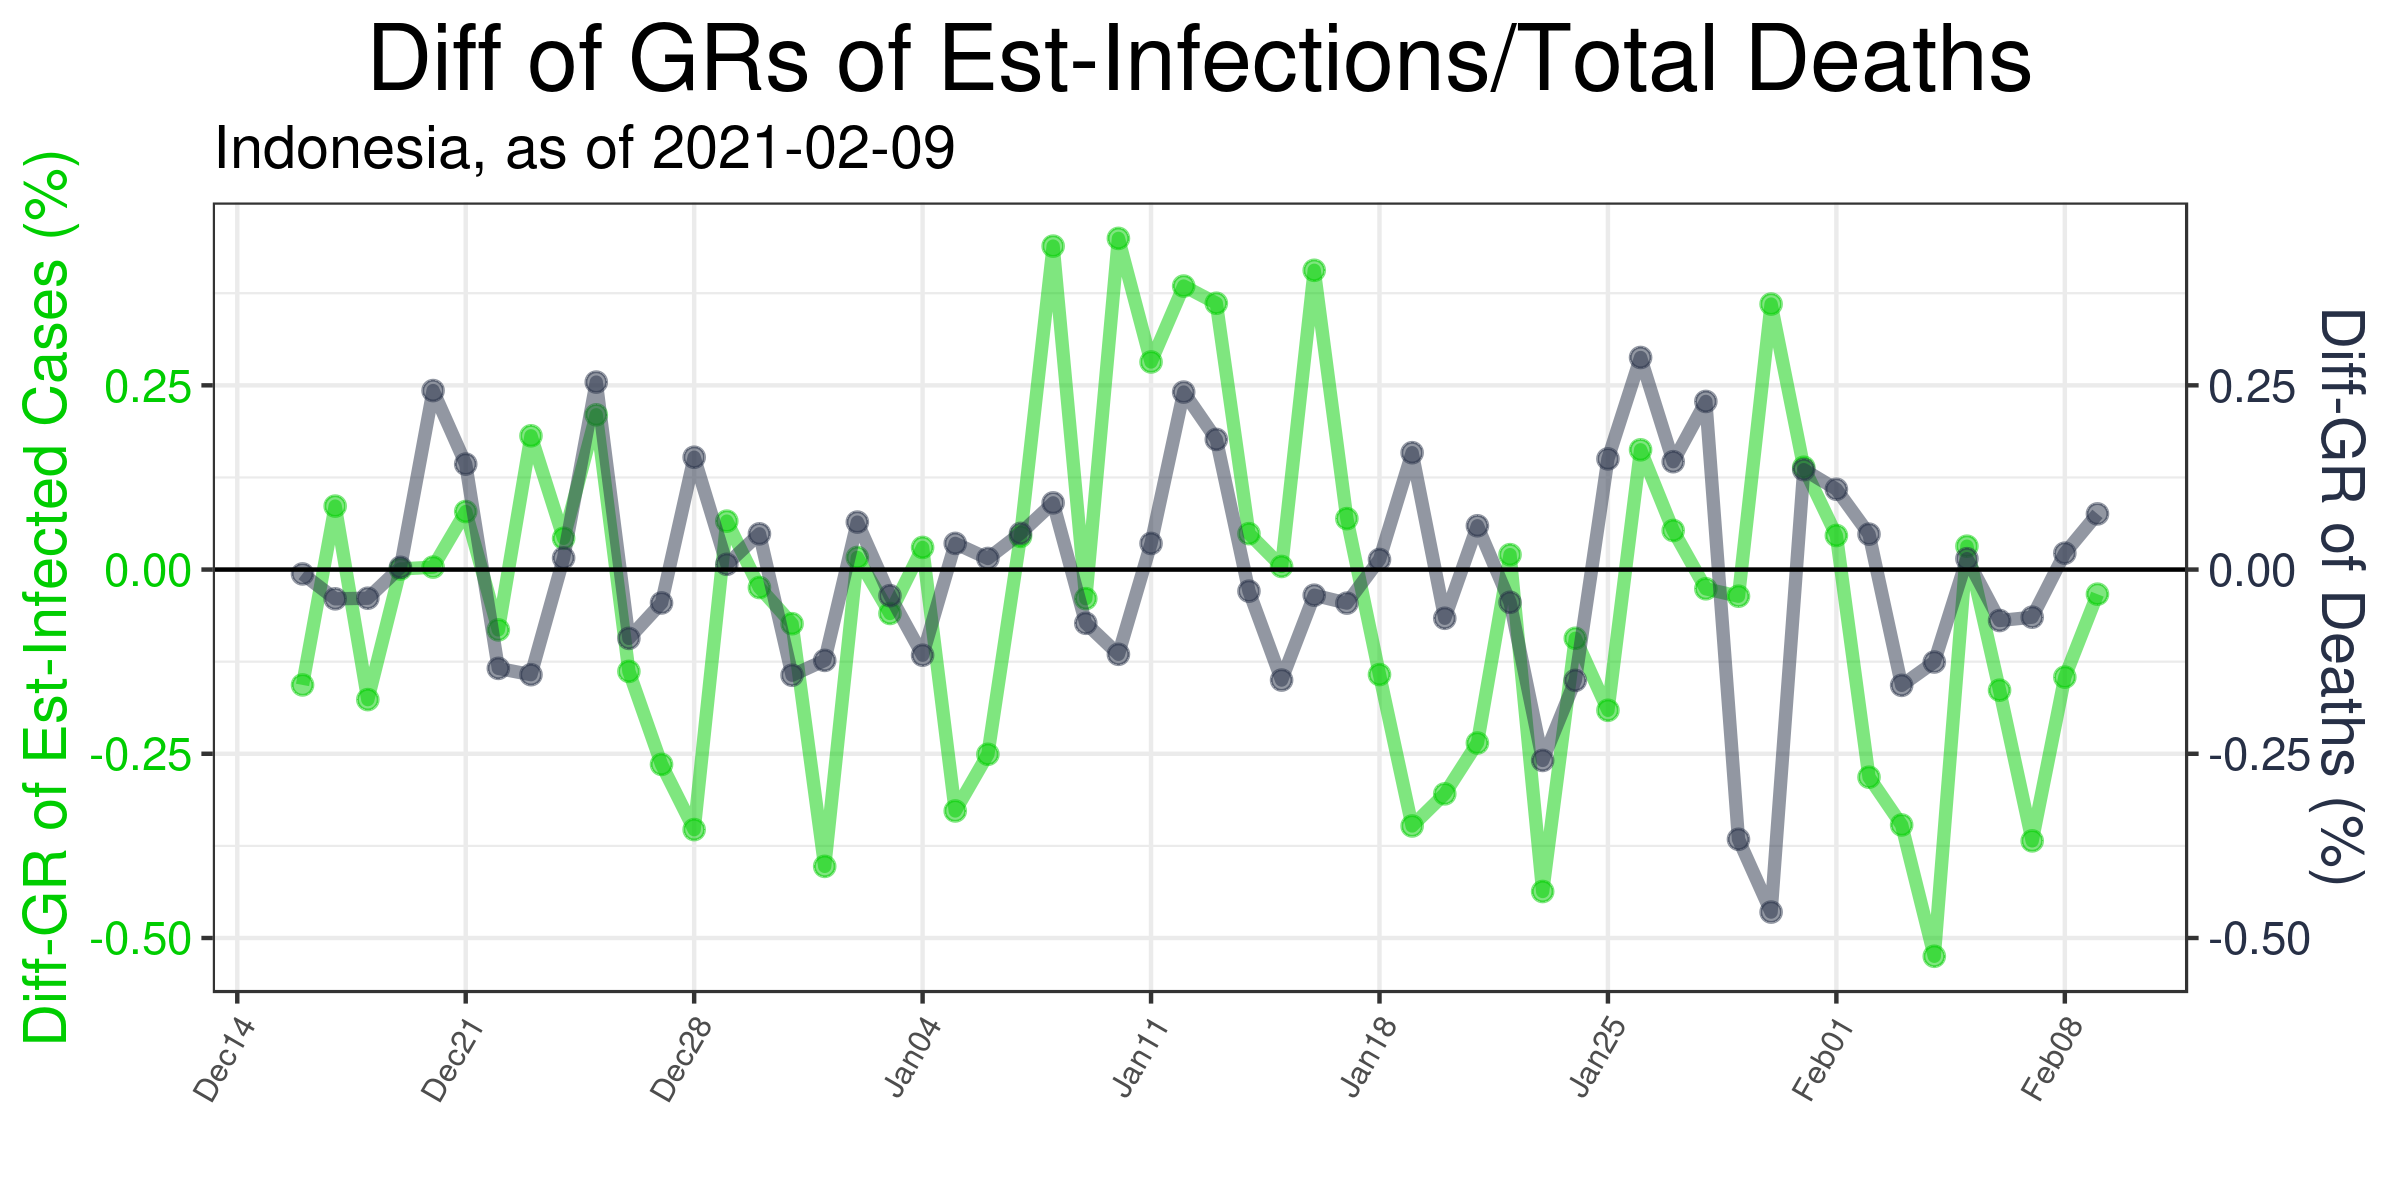 Diff of GRs of Est-Infections/Total Deaths
Indonesia, as of 2021-02-09
Diff-GR of Est-Infected Cases (%)
0.25
0.00
-0.25
-0.50
0.25
0.00
-0.25
-0.50
Diff-GR of Deaths (%)
Dec14
Dec21
Dec28
Jan04
Jan11
Jan18
Jan25
Feb01
Feb08